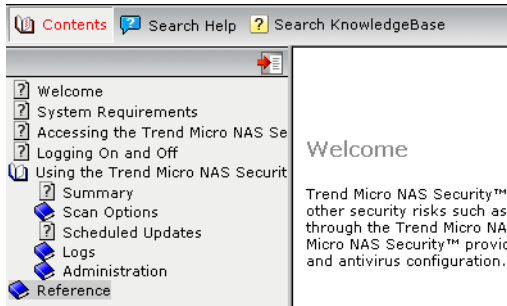 Contents Search Help Search KnowledgeBase
Welcome
System Requirements
Accessing the Trend Micro NAS Se
Logging On and Off
Using the Trend Micro NAS Securit
Summary
Scan Options
Scheduled Updates
Logs
Administration
Reference
Welcome
Trend Micro NAS Security™
other security risks such as
through the Trend Micro NA
Micro NAS Security™ provid
and antivirus configuration.